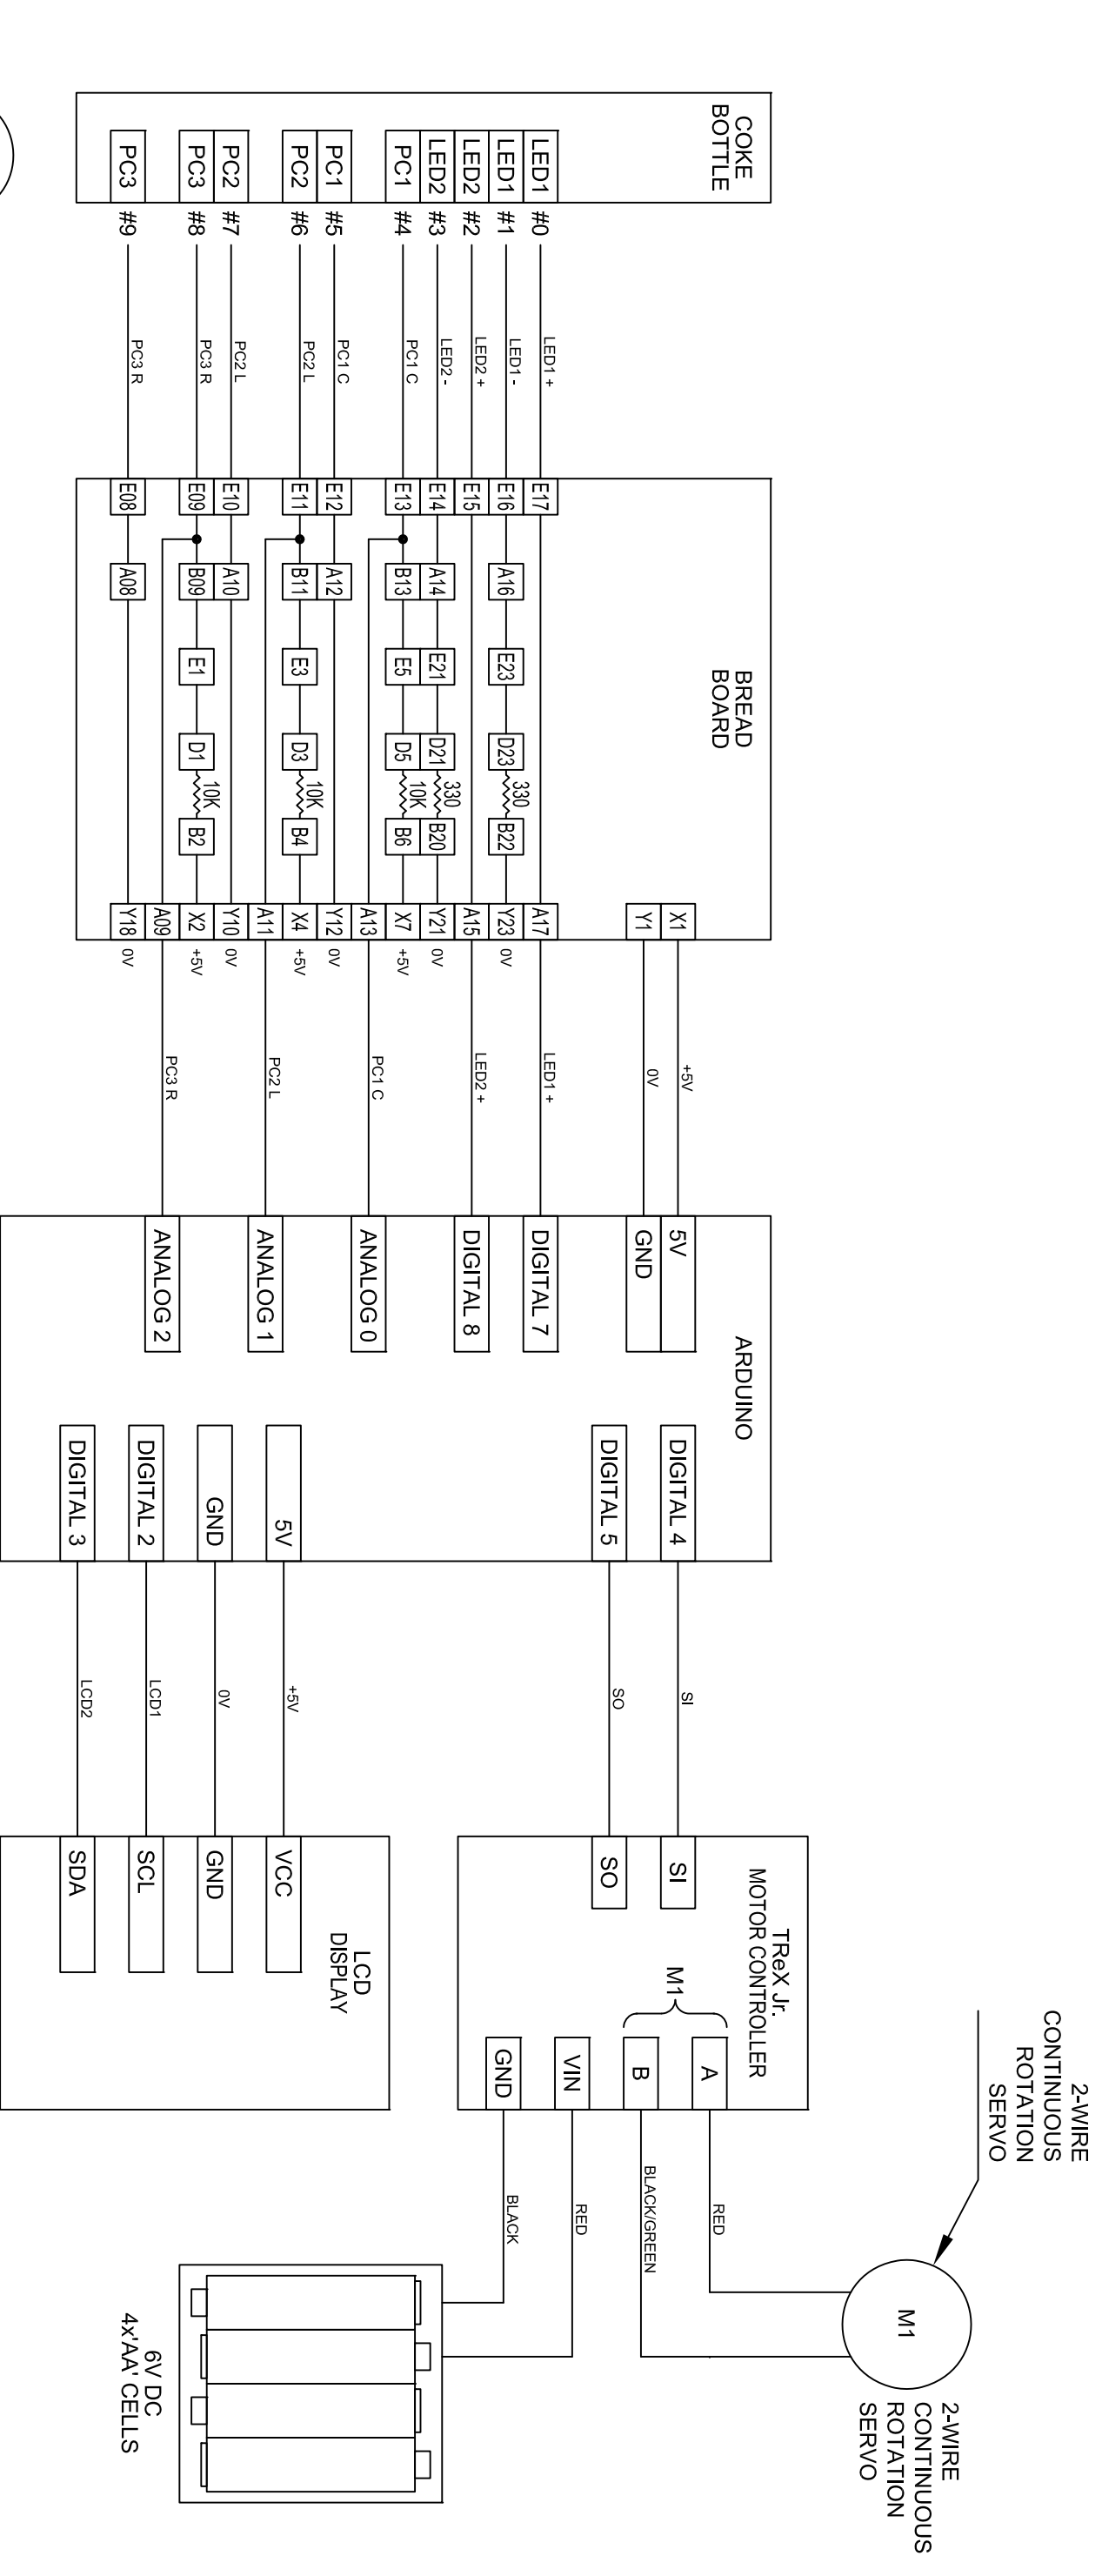 COKE
BOTTLE
LED1 #0
LED1 #1
LED2 #2
LED2 #3
PC1 #4
PC1 #5
PC2 #6
PC2 #7
PC3 #8
PC3 #9
LED1 +
LED1 -
LED2 +
LED2 -
PC1 C
PC1 C
PC2 L
PC2 L
PC3 R
PC3 R
BREAD
BOARD
X1
Y1
E17 A17
E16 A16 E23 D23 330 B22 Y23 0V
E15 A15
E14 A14 E21 D21 330 B20 Y21 0V
E13 B13 E5 D5 10K B6 X7 +5V
A13
E12 A12 Y12 0V
E11 B11 E3 D3 10K B4 X4 +5V
A11
E10 A10 Y10 0V
E09 B09 E1 D1 10K B2 X2 +5V
A09
E08 A08 Y18 0V
+5V
0V
LED1 +
LED2 +
PC1 C
PC2 L
PC3 R
ARDUINO
5V
GND
DIGITAL 7
DIGITAL 8
ANALOG 0
ANALOG 1
ANALOG 2
DIGITAL 4
DIGITAL 5
5V
GND
DIGITAL 2
DIGITAL 3
SI
SO
+5V
0V
LCD1
LCD2
TReX Jr.
MOTOR CONTROLLER
SI
SO
M1
A
B
VIN
GND
LCD
DISPLAY
VCC
GND
SCL
SDA
RED
BLACK/GREEN
RED
BLACK
2-WIRE
CONTINUOUS
ROTATION
SERVO
M1
2-WIRE
CONTINUOUS
ROTATION
SERVO
6V DC
4x'AA' CELLS